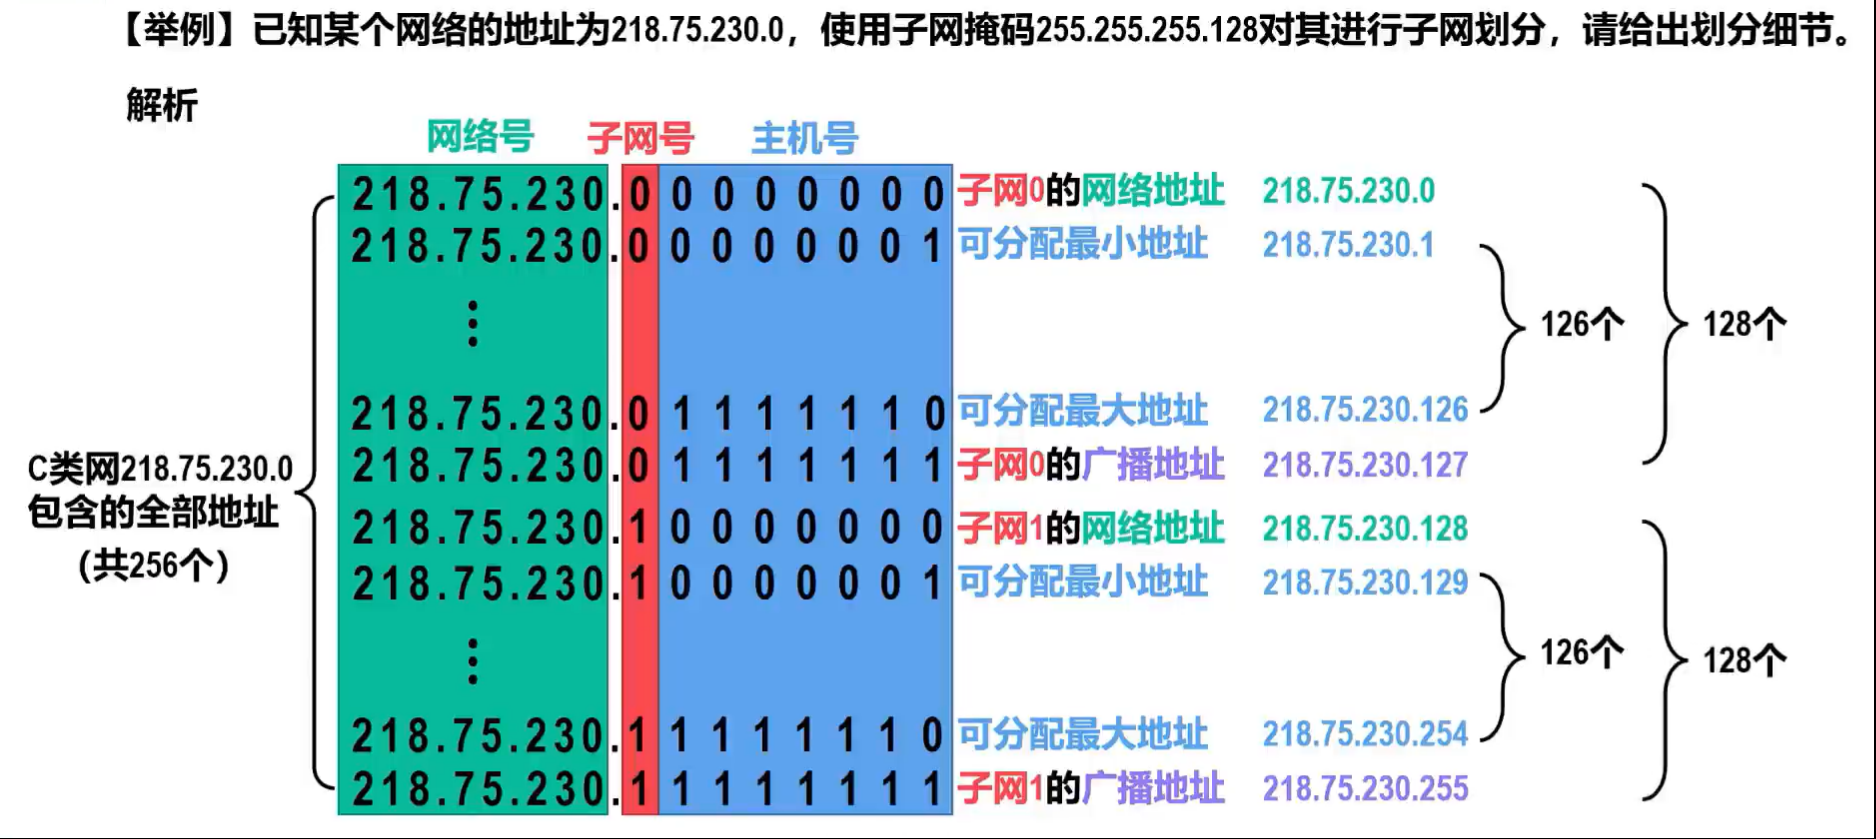 【举例】已知某个网络的地址为218.75.230.0，使用子网掩码255.255.255.128对其进行子网划分，请给出划分细节。
解析
网络号 子网号 主机号
218.75.230.0 0 0 0 0 0 0 0 子网0的网络地址 218.75.230.0
218.75.230.0 0 0 0 0 0 0 1 可分配最小地址 218.75.230.1
⋮
126个 128个
218.75.230.0 1 1 1 1 1 1 0 可分配最大地址 218.75.230.126
218.75.230.0 1 1 1 1 1 1 1 子网0的广播地址 218.75.230.127
C类网218.75.230.0
包含的全部地址
（共256个）
218.75.230.1 0 0 0 0 0 0 0 子网1的网络地址 218.75.230.128
218.75.230.1 0 0 0 0 0 0 1 可分配最小地址 218.75.230.129
⋮
126个 128个
218.75.230.1 1 1 1 1 1 1 0 可分配最大地址 218.75.230.254
218.75.230.1 1 1 1 1 1 1 1 子网1的广播地址 218.75.230.255